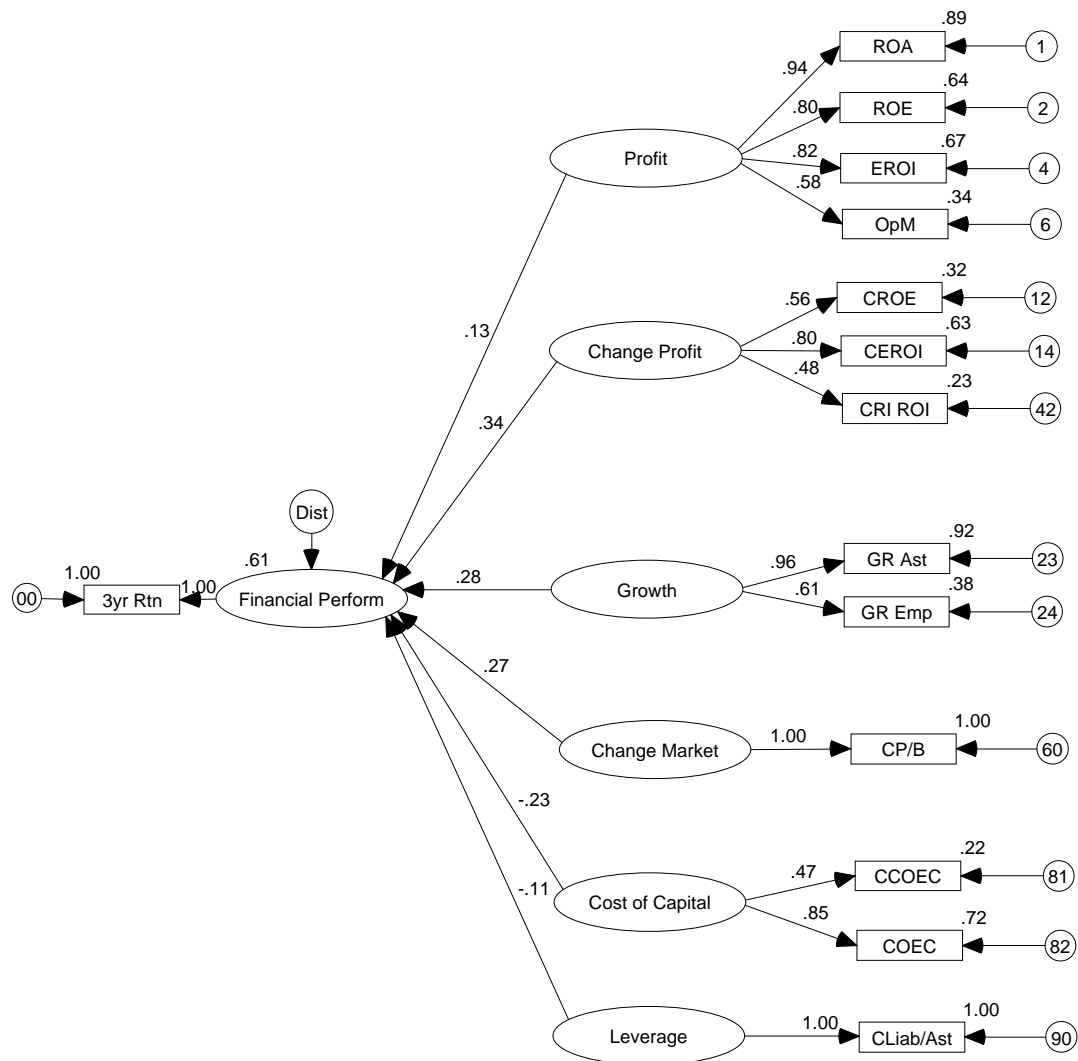 .89
ROA
1
.94
.64
ROE
2
.80
.67
Profit
.82
EROI
4
.58
.34
OpM
6
.32
CROE
12
.56
.13
.63
Change Profit
.80
CEROI
14
.48
.23
CRI ROI
42
.34
Dist
.92
.61
GR Ast
23
.96
1.00
1.00
.28
Growth
00
3yr Rtn
Financial Perform
.61
.38
GR Emp
24
.27
1.00
1.00
Change Market
CP/B
60
-.23
.22
.47
CCOEC
81
-.11
Cost of Capital
.85
.72
COEC
82
1.00
1.00
Leverage
CLiab/Ast
90